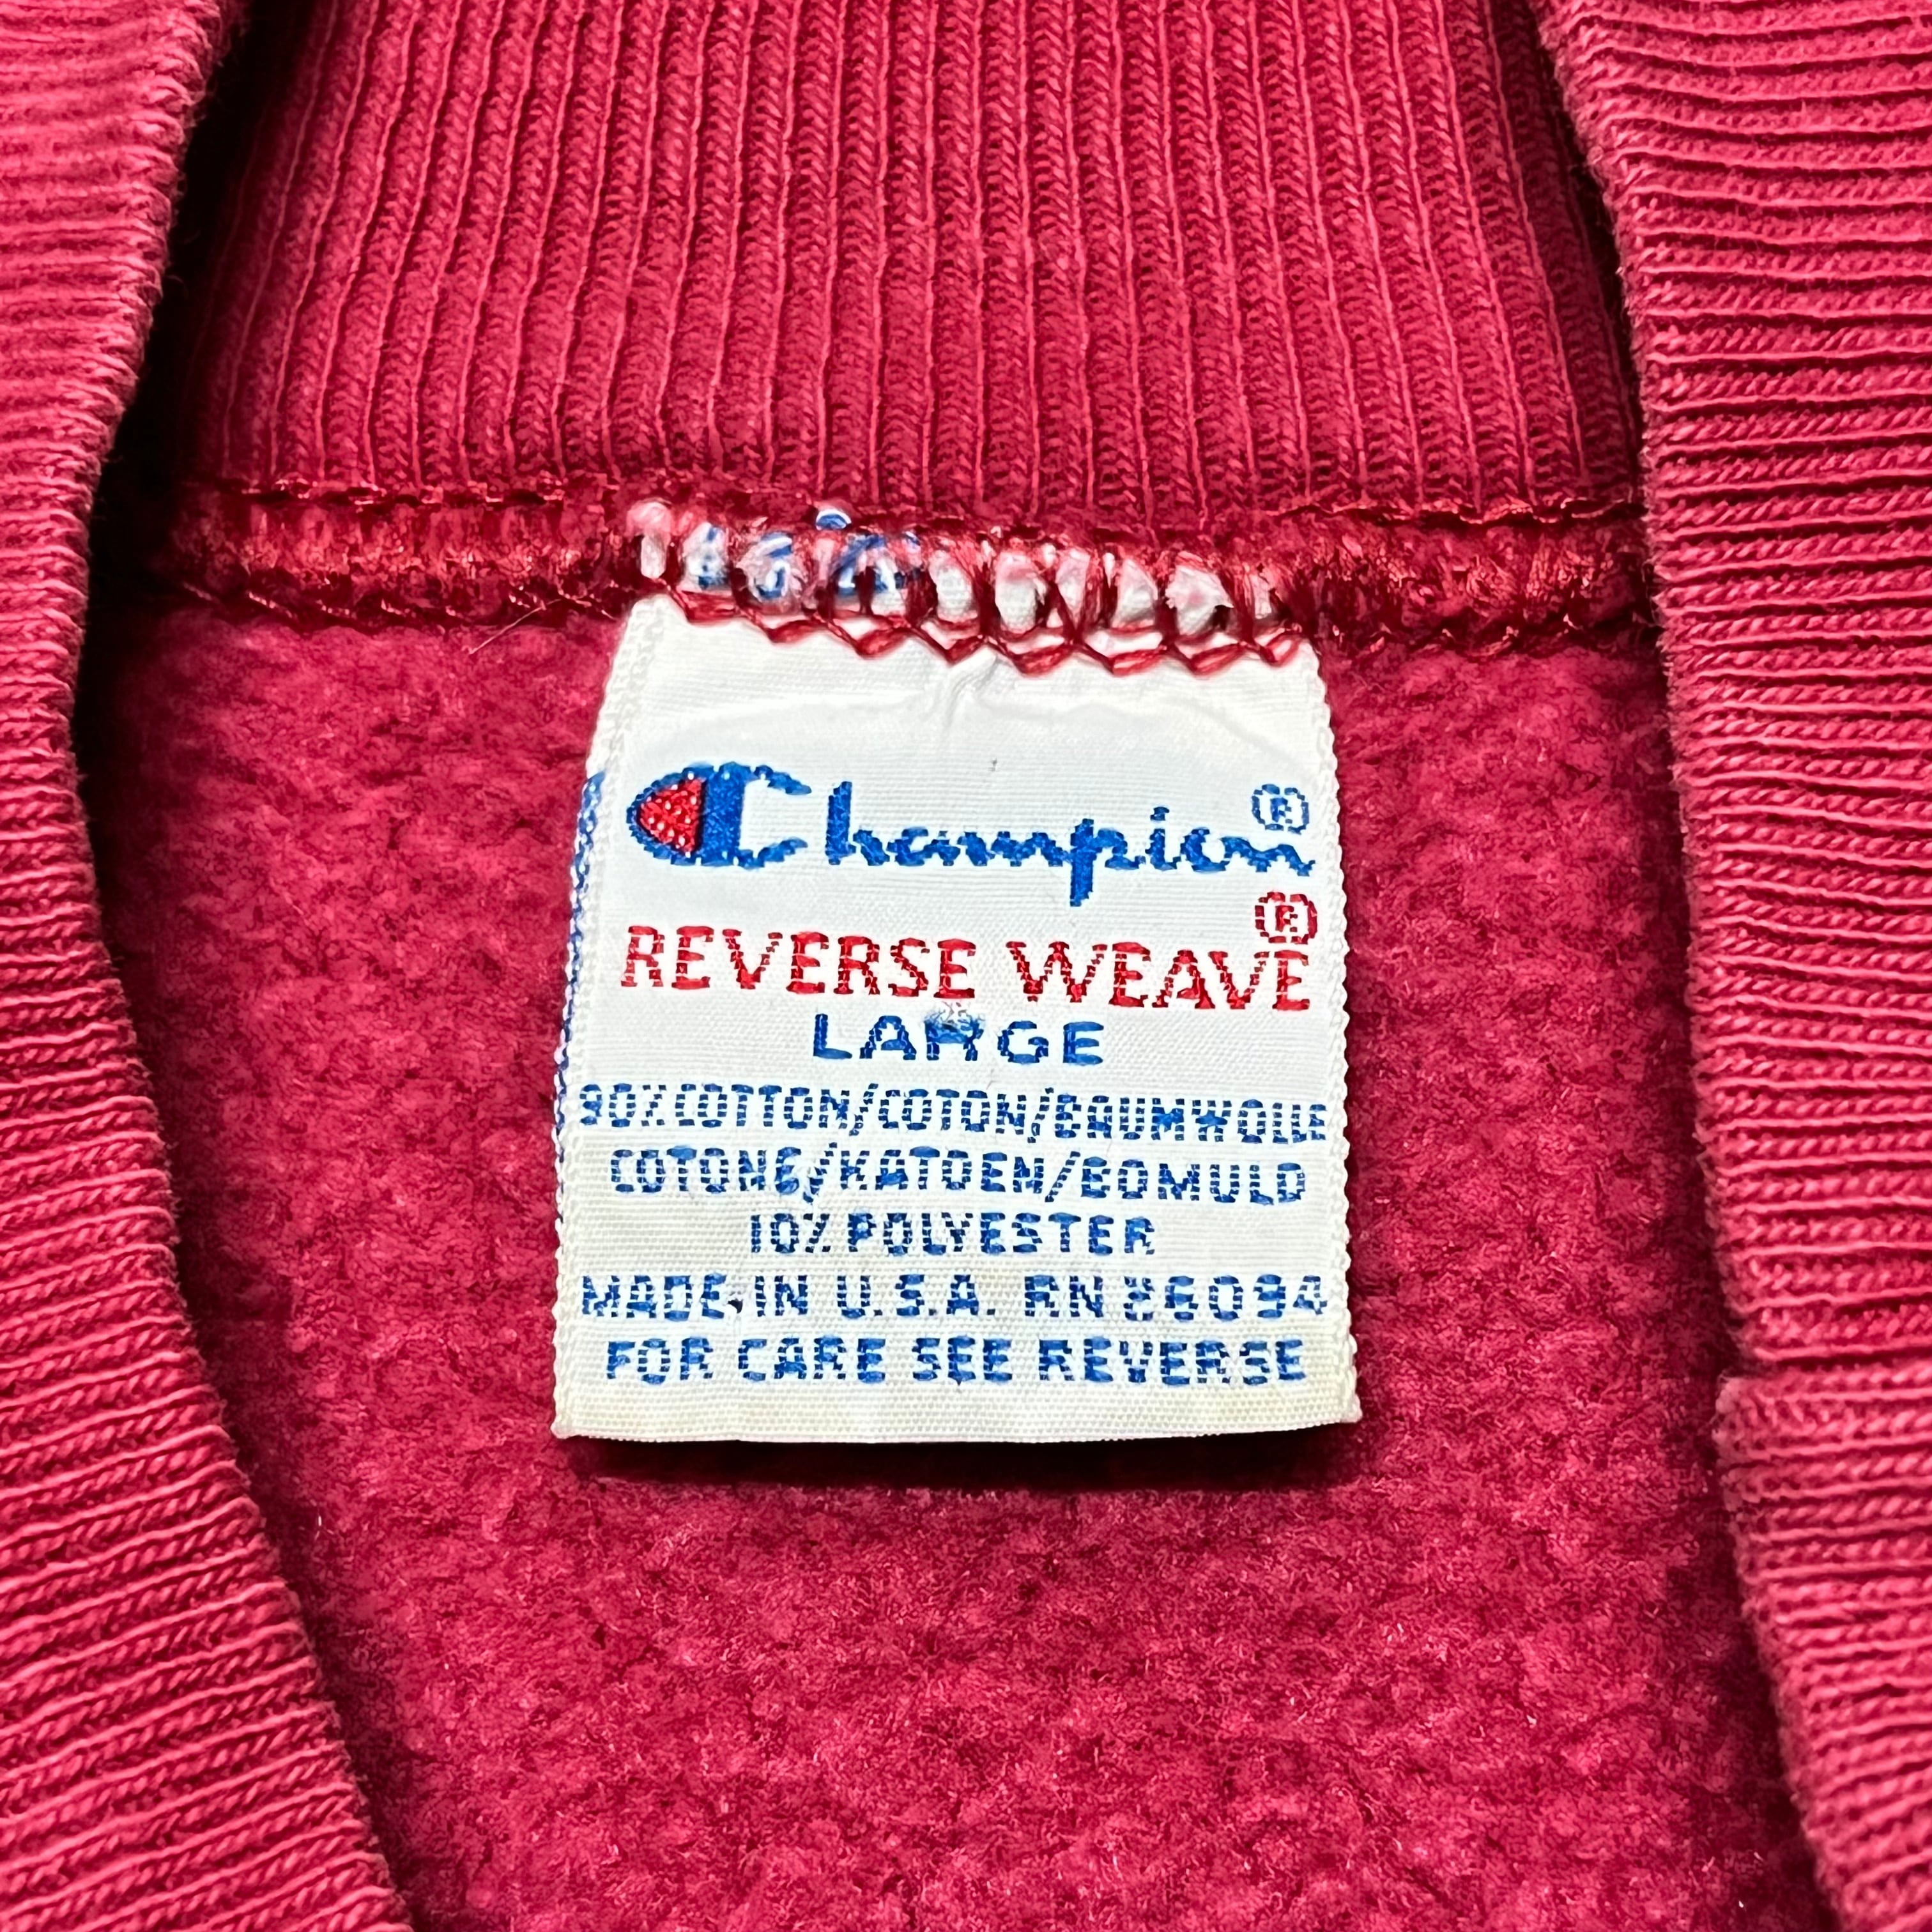 Champion®
REVERSE WEAVE®
LARGE
90% COTTON/COTON/BAUMWOLLE
COTONE/KATOEN/BOMULD
10% POLYESTER
MADE IN U.S.A. RN 26094
FOR CARE SEE REVERSE